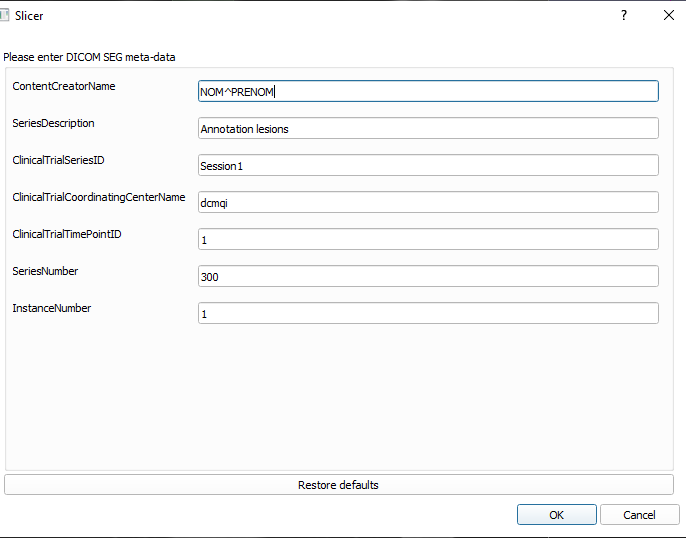 Slicer
?
Please enter DICOM SEG meta-data
ContentCreatorName NOM^PRENOM
SeriesDescription Annotation lesions
ClinicalTrialSeriesID Session1
ClinicalTrialCoordinatingCenterName dcmqi
ClinicalTrialTimePointID 1
SeriesNumber 300
InstanceNumber 1
Restore defaults
OK Cancel